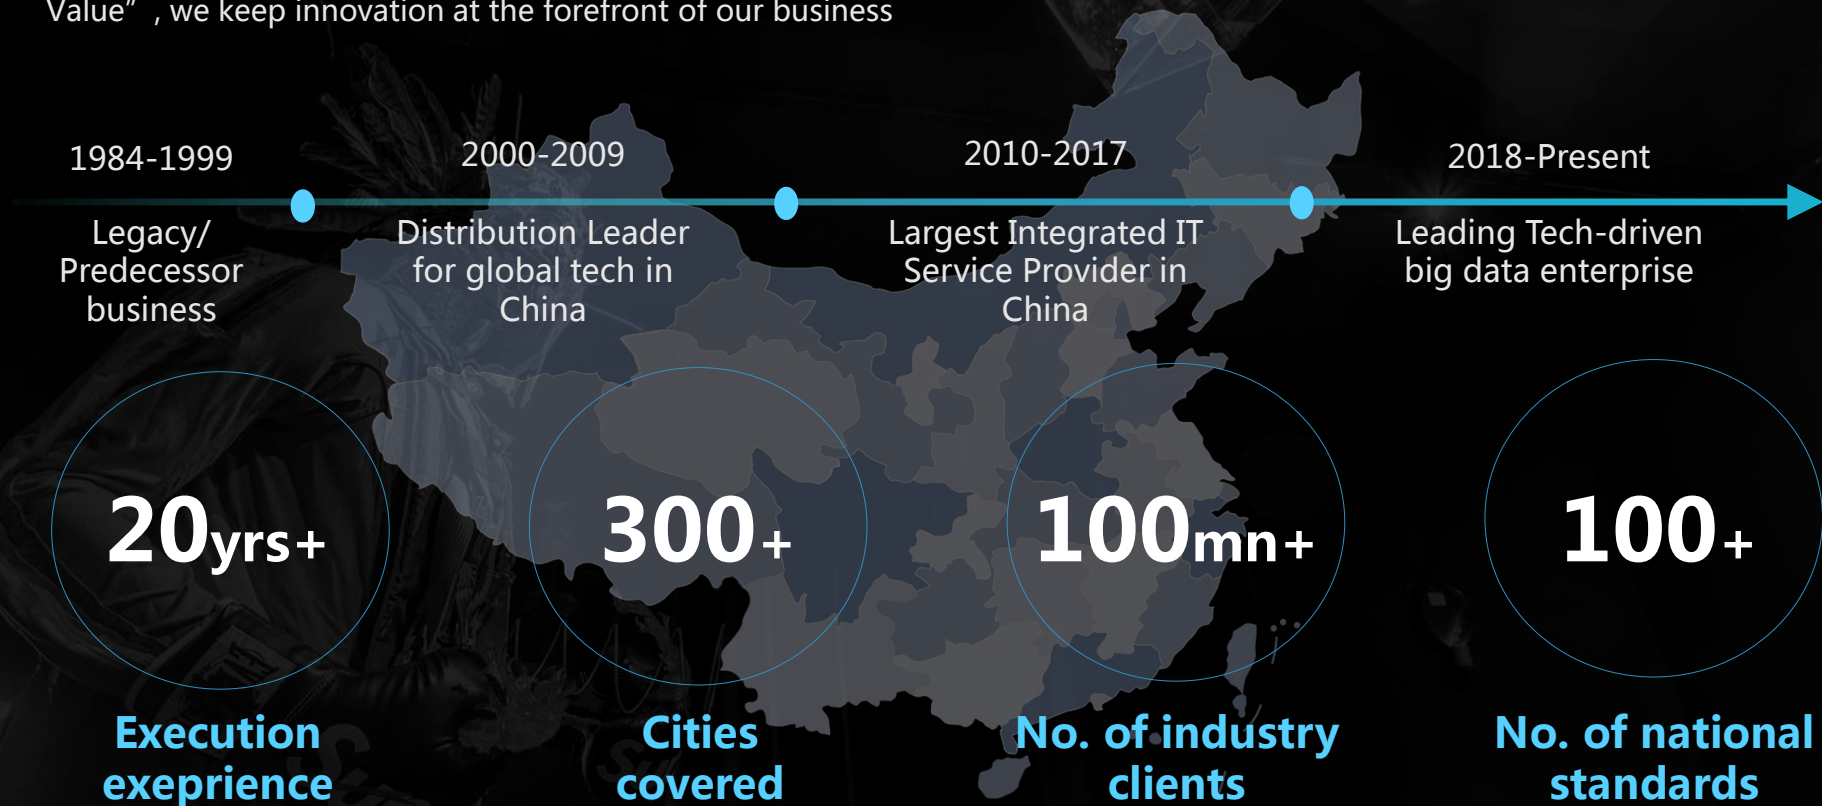 Value” , we keep innovation at the forefront of our business
1984-1999
2000-2009
2010-2017
2018-Present
Legacy/
Predecessor
business
Distribution Leader
for global tech in
China
Largest Integrated IT
Service Provider in
China
Leading Tech-driven
big data enterprise
20yrs+
300+
100mn+
100+
Execution
exeprience
Cities
covered
No. of industry
clients
No. of national
standards